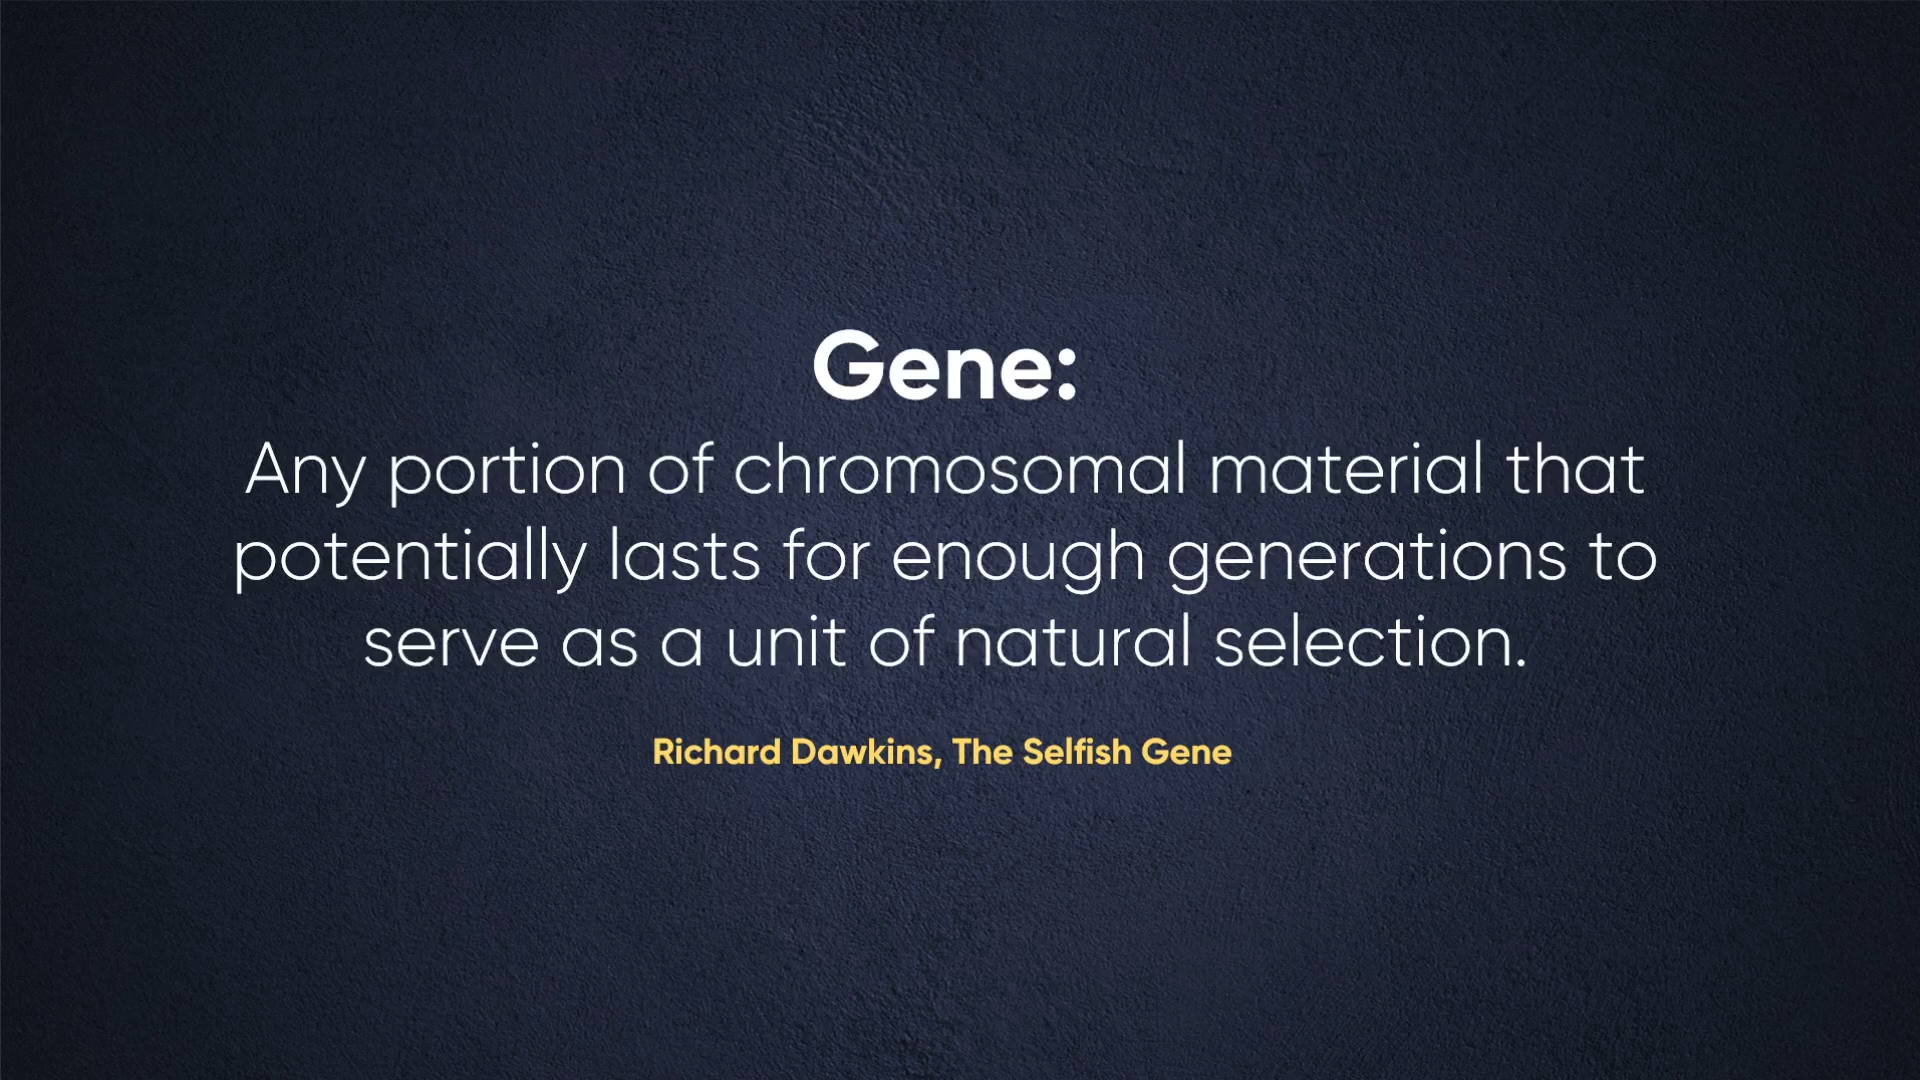 Gene:
Any portion of chromosomal material that
potentially lasts for enough generations to
serve as a unit of natural selection.
Richard Dawkins, The Selfish Gene